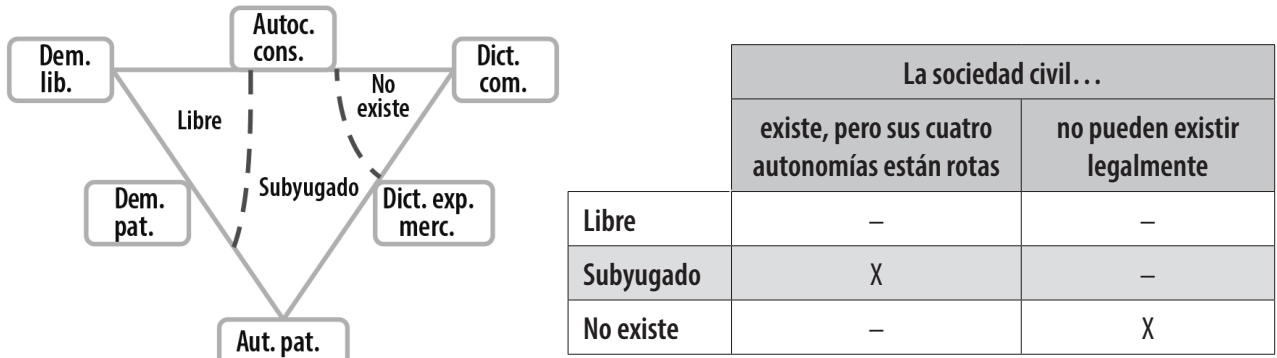 Autoc.
cons.
Dem.
lib.
Dict.
com.
No
existe
Libre
Subyugado
Dem.
pat.
Dict. exp.
merc.
Aut. pat.
La sociedad civil…
existe, pero sus cuatro
autonomías están rotas
no pueden existir
legalmente
Libre – –
Subyugado X –
No existe – X